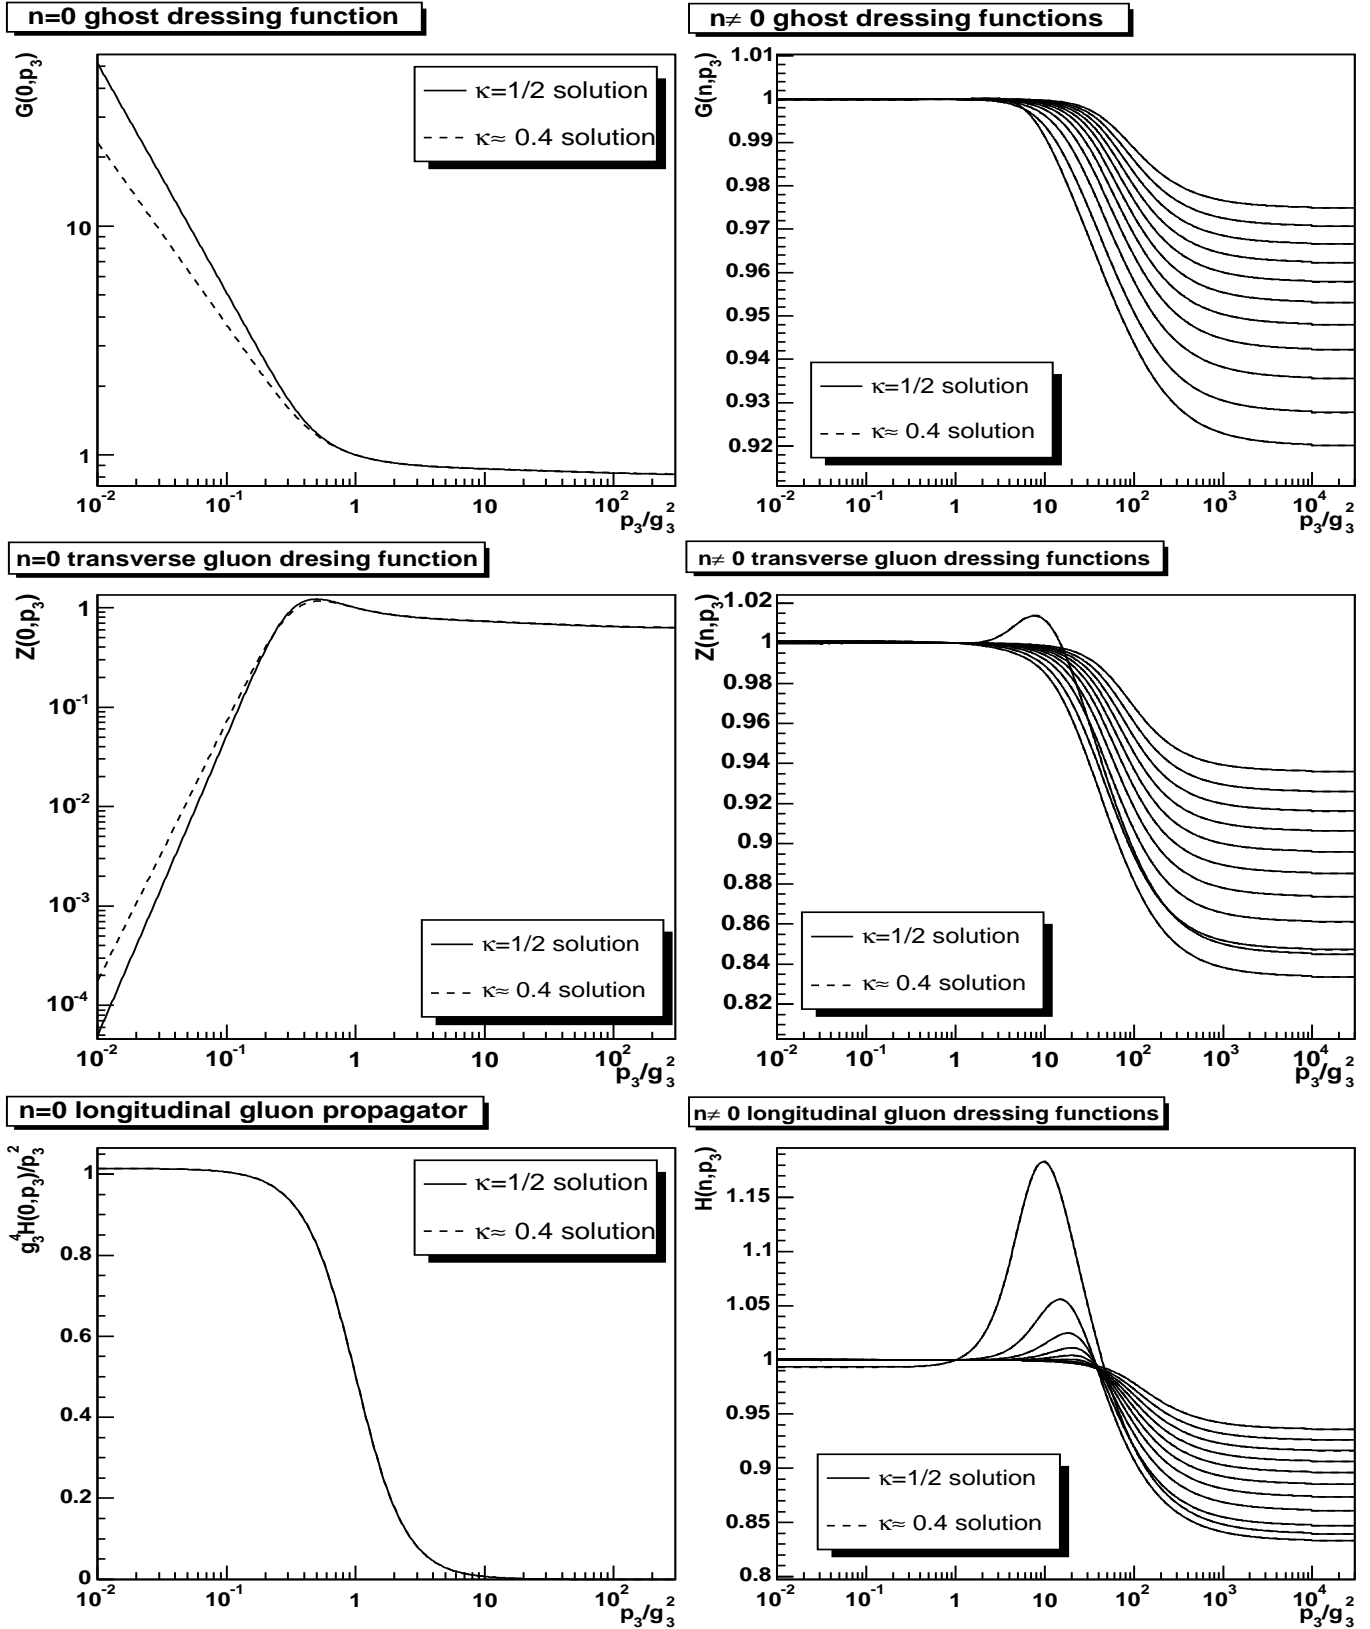 n=0 ghost dressing function
G(0,p₃)
10
1
κ=1/2 solution
κ≈ 0.4 solution
10⁻² 10⁻¹ 1 10 10²
p₃/g₃²
n≠ 0 ghost dressing functions
G(n,p₃)
1.01
1
0.99
0.98
0.97
0.96
0.95
0.94
0.93
0.92
κ=1/2 solution
κ≈ 0.4 solution
10⁻² 10⁻¹ 1 10 10² 10³ 10⁴
p₃/g₃²
n=0 transverse gluon dresing function
Z(0,p₃)
1
10⁻¹
10⁻²
10⁻³
10⁻⁴
κ=1/2 solution
κ≈ 0.4 solution
10⁻² 10⁻¹ 1 10 10²
p₃/g₃²
n≠ 0 transverse gluon dressing functions
Z(n,p₃)
1.02
1
0.98
0.96
0.94
0.92
0.9
0.88
0.86
0.84
0.82
κ=1/2 solution
κ≈ 0.4 solution
10⁻² 10⁻¹ 1 10 10² 10³ 10⁴
p₃/g₃²
n=0 longitudinal gluon propagator
g₃⁴H(0,p₃)/p₃²
1
0.8
0.6
0.4
0.2
0
κ=1/2 solution
κ≈ 0.4 solution
10⁻² 10⁻¹ 1 10 10²
p₃/g₃²
n≠ 0 longitudinal gluon dressing functions
H(n,p₃)
1.15
1.1
1.05
1
0.95
0.9
0.85
0.8
κ=1/2 solution
κ≈ 0.4 solution
10⁻² 10⁻¹ 1 10 10² 10³ 10⁴
p₃/g₃²